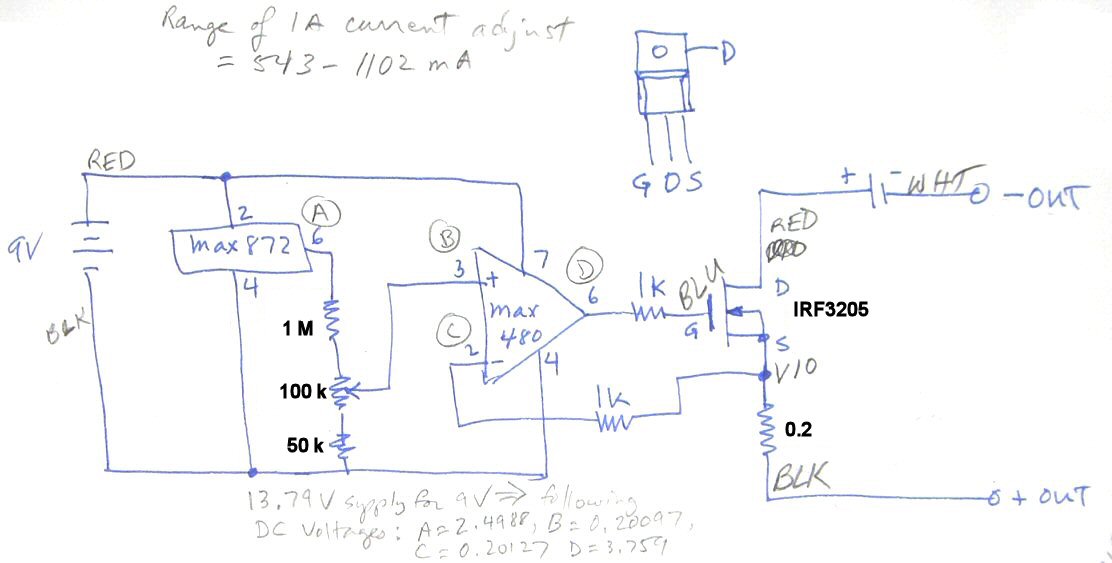 Range of 1A current adjust
= 543 - 1102 mA
D
G D S
RED
9V
BLK
2
max 872
6
A
4
1 M
100 k
50 k
B
3
+
max
480
7
C
2
-
4
D
6
1K
BLU
G
D
S
IRF3205
RED
+
-
WHT
- OUT
1K
V10
0.2
BLK
+ OUT
13.79V supply for 9V ⇒ following
DC Voltages: A=2.4988, B=0.20097,
C=0.20127 D=3.759